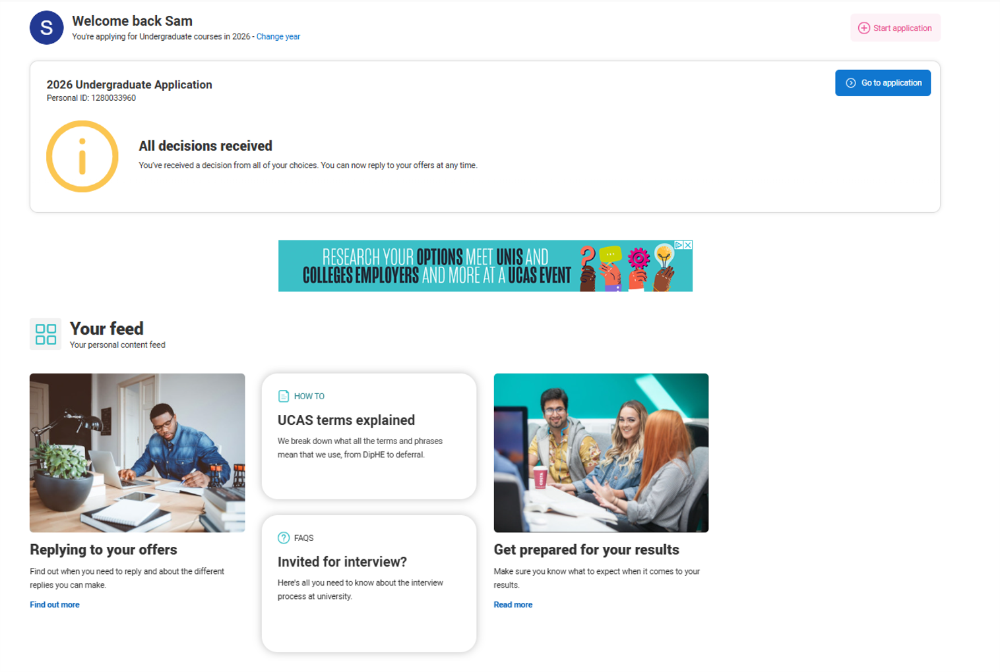 S
Welcome back Sam
You're applying for Undergraduate courses in 2026 - Change year
Start application
2026 Undergraduate Application
Personal ID: 1280033960
Go to application
All decisions received
You've received a decision from all of your choices. You can now reply to your offers at any time.
RESEARCH YOUR OPTIONS MEET UNIS AND
COLLEGES EMPLOYERS AND MORE AT A UCAS EVENT
Your feed
Your personal content feed
Replying to your offers
Find out when you need to reply and about the different
replies you can make.
Find out more
HOW TO
UCAS terms explained
We break down what all the terms and phrases
mean that we use, from DipHE to deferral.
FAQS
Invited for interview?
Here's all you need to know about the interview
process at university.
COSTA
Get prepared for your results
Make sure you know what to expect when it comes to your
results.
Read more